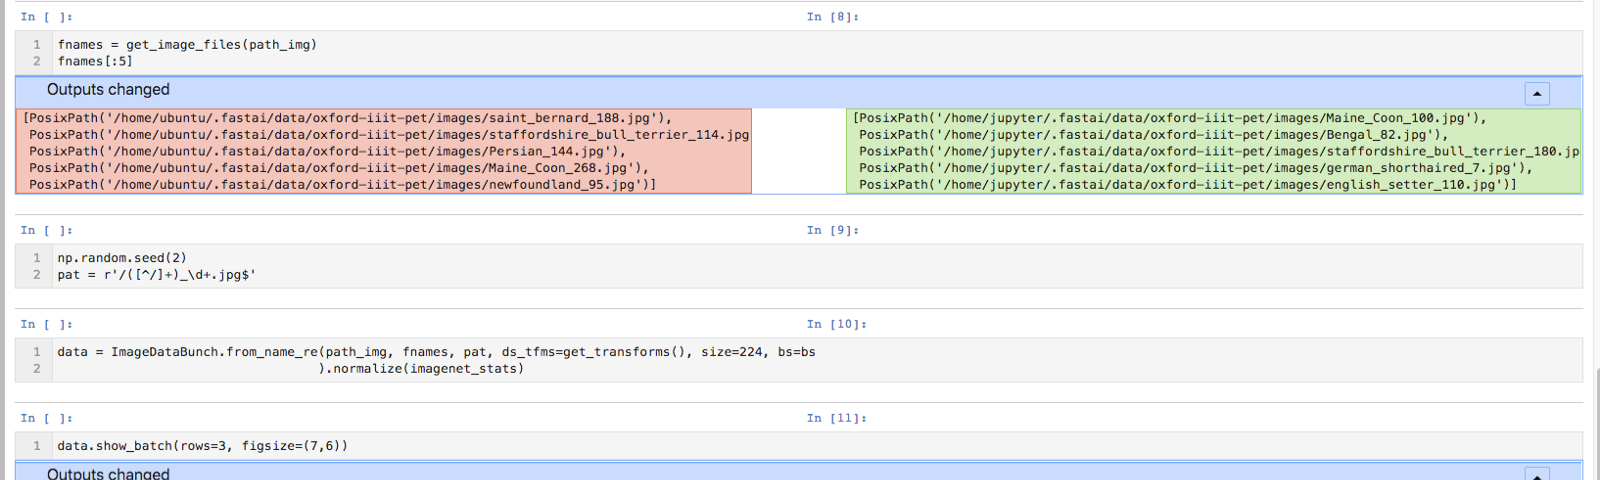 In [ ]: In [8]:
1 fnames = get_image_files(path_img)
2 fnames[:5]
Outputs changed
[PosixPath('/home/ubuntu/.fastai/data/oxford-iiit-pet/images/saint_bernard_188.jpg'),
PosixPath('/home/ubuntu/.fastai/data/oxford-iiit-pet/images/staffordshire_bull_terrier_114.jpg
PosixPath('/home/ubuntu/.fastai/data/oxford-iiit-pet/images/Persian_144.jpg'),
PosixPath('/home/ubuntu/.fastai/data/oxford-iiit-pet/images/Maine_Coon_268.jpg'),
PosixPath('/home/ubuntu/.fastai/data/oxford-iiit-pet/images/newfoundland_95.jpg')]
[PosixPath('/home/jupyter/.fastai/data/oxford-iiit-pet/images/Maine_Coon_100.jpg'),
PosixPath('/home/jupyter/.fastai/data/oxford-iiit-pet/images/Bengal_82.jpg'),
PosixPath('/home/jupyter/.fastai/data/oxford-iiit-pet/images/staffordshire_bull_terrier_180.jp
PosixPath('/home/jupyter/.fastai/data/oxford-iiit-pet/images/german_shorthaired_7.jpg'),
PosixPath('/home/jupyter/.fastai/data/oxford-iiit-pet/images/english_setter_110.jpg')]
In [ ]: In [9]:
1 np.random.seed(2)
2 pat = r'/([^/]+)_\d+.jpg$'
In [ ]: In [10]:
1 data = ImageDataBunch.from_name_re(path_img, fnames, pat, ds_tfms=get_transforms(), size=224, bs=bs
2 ).normalize(imagenet_stats)
In [ ]: In [11]:
1 data.show_batch(rows=3, figsize=(7,6))
Outputs changed